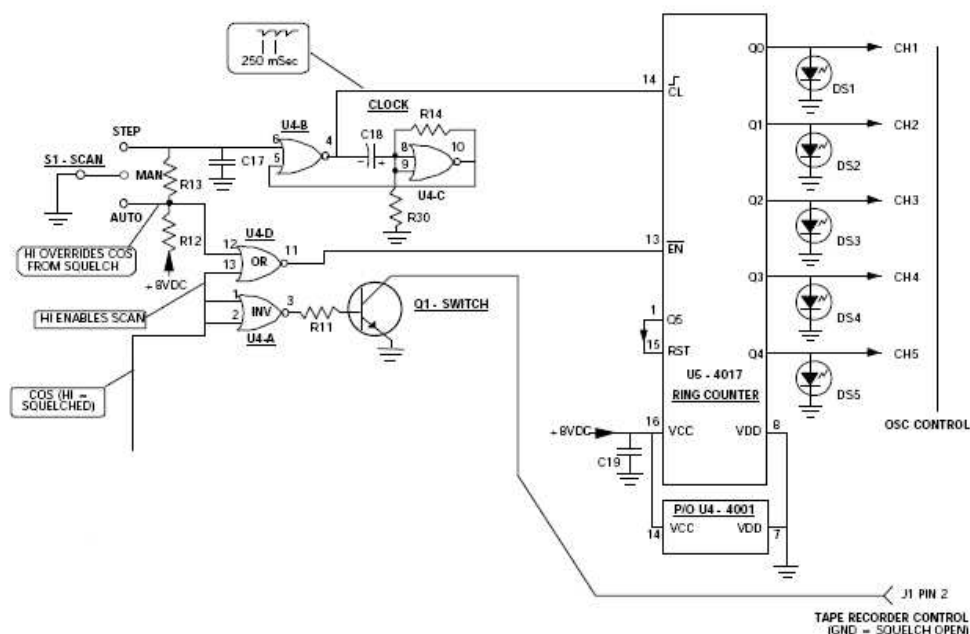 250 mSec
CLOCK
STEP
S1 - SCAN
MAN
AUTO
HI OVERRIDES COS
FROM SQUELCH
HI ENABLES SCAN
COS (HI =
SQUELCHED)
R13
R12
+8VDC
C17
6
5
U4-B
4
C18
- +
R14
8
9
10
U4-C
R30
U4-D
12
13
OR
11
1
2
INV
3
U4-A
R11
Q1 - SWITCH
14
CL
13
EN
1
Q5
15
RST
U5 - 4017
RING COUNTER
+8VDC
16
VCC
VDD
8
C19
P/O U4 - 4001
VCC
VDD
14
7
Q0
CH1
DS1
Q1
CH2
DS2
Q2
CH3
DS3
Q3
CH4
DS4
Q4
CH5
DS5
OSC CONTROL
J1 PIN 2
TAPE RECORDER CONTROL
(GND = SQUELCH OPEN)